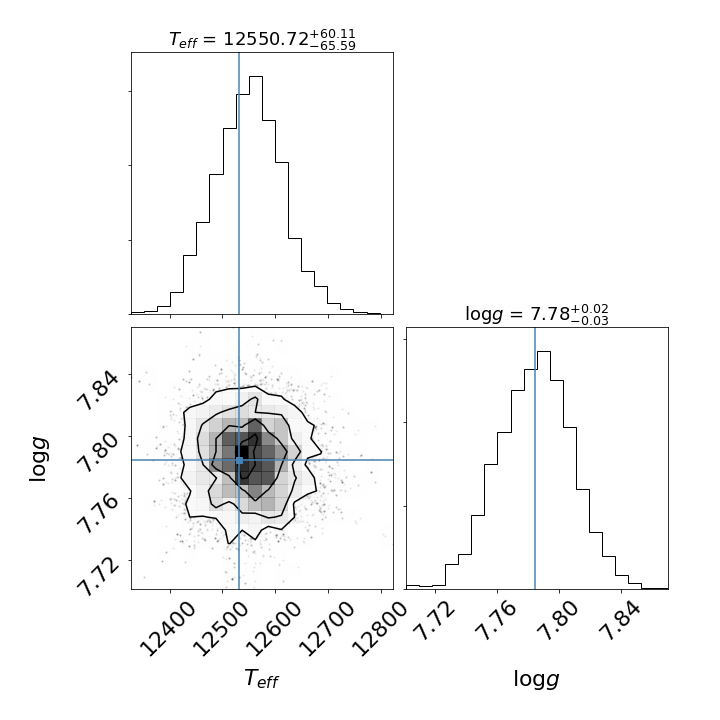 T_eff = 12550.72^{+60.11}_{-65.59}
logg = 7.78^{+0.02}_{-0.03}
7.84
7.80
7.76
7.72
logg
12400
12500
12600
12700
12800
T_eff
7.72
7.76
7.80
7.84
logg